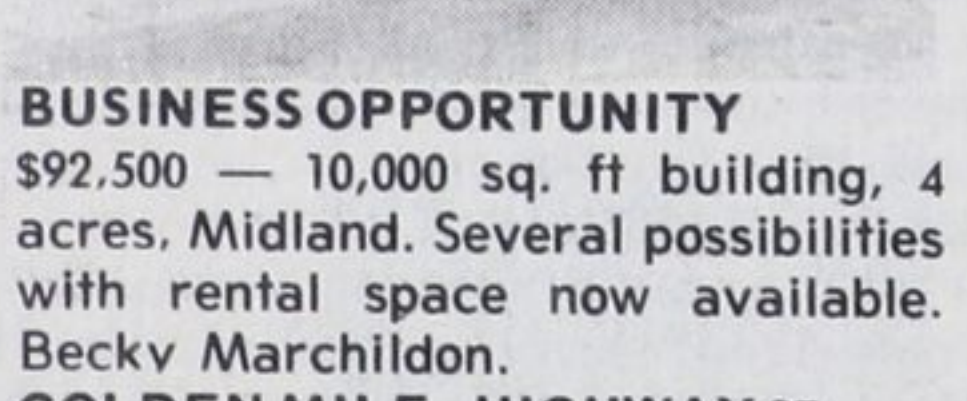 BUSINESS OPPORTUNITY
$92,500 — 10,000 sq. ft building, 4
acres, Midland. Several possibilities
with rental space now available.
Becky Marchildon.